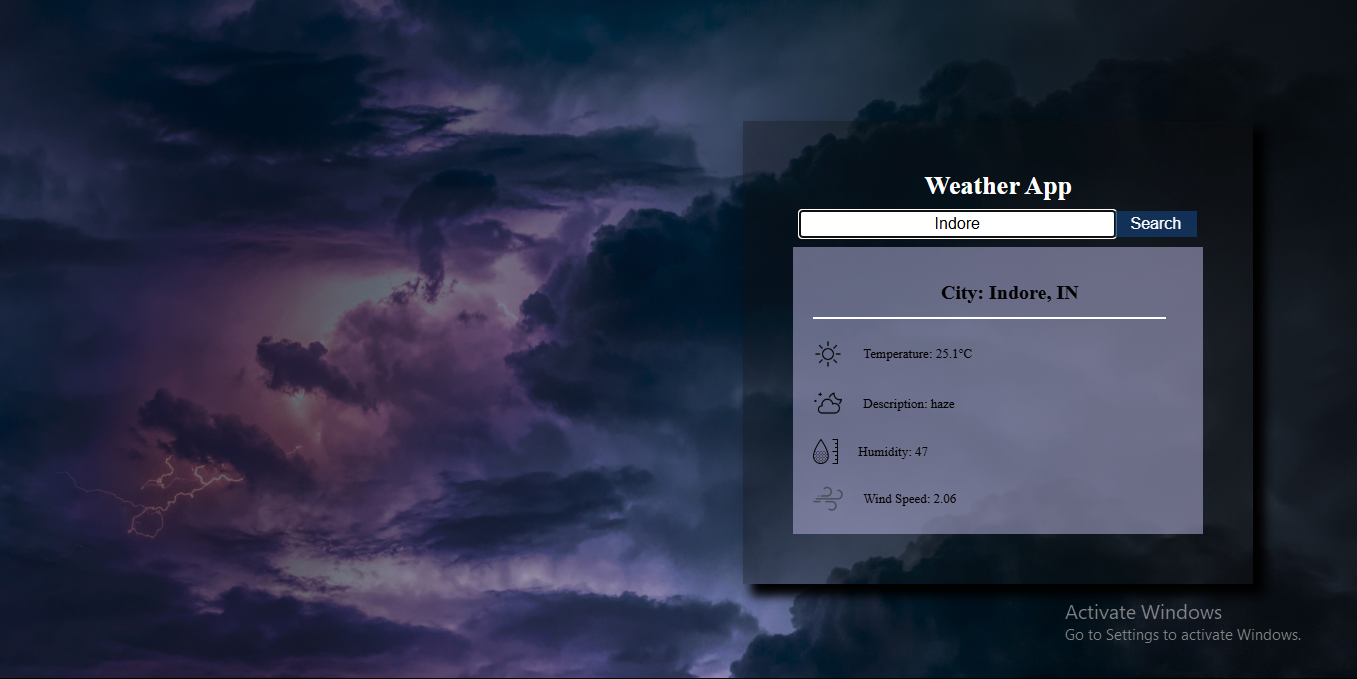 Weather App
Indore Search
City: Indore, IN
Temperature: 25.1°C
Description: haze
Humidity: 47
Wind Speed: 2.06
Activate Windows
Go to Settings to activate Windows.